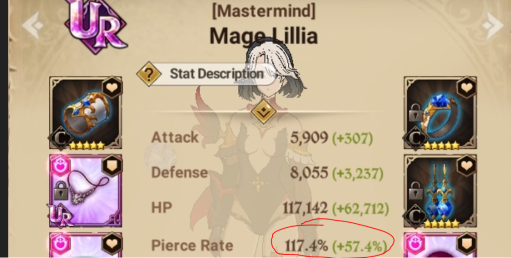 UR
[Mastermind]
Mage Lillia
? Stat Description
C
C
Attack 5,909 (+307)
Defense 8,055 (+3,237)
UR
C
HP 117,142 (+62,712)
Pierce Rate 117.4% (+57.4%)